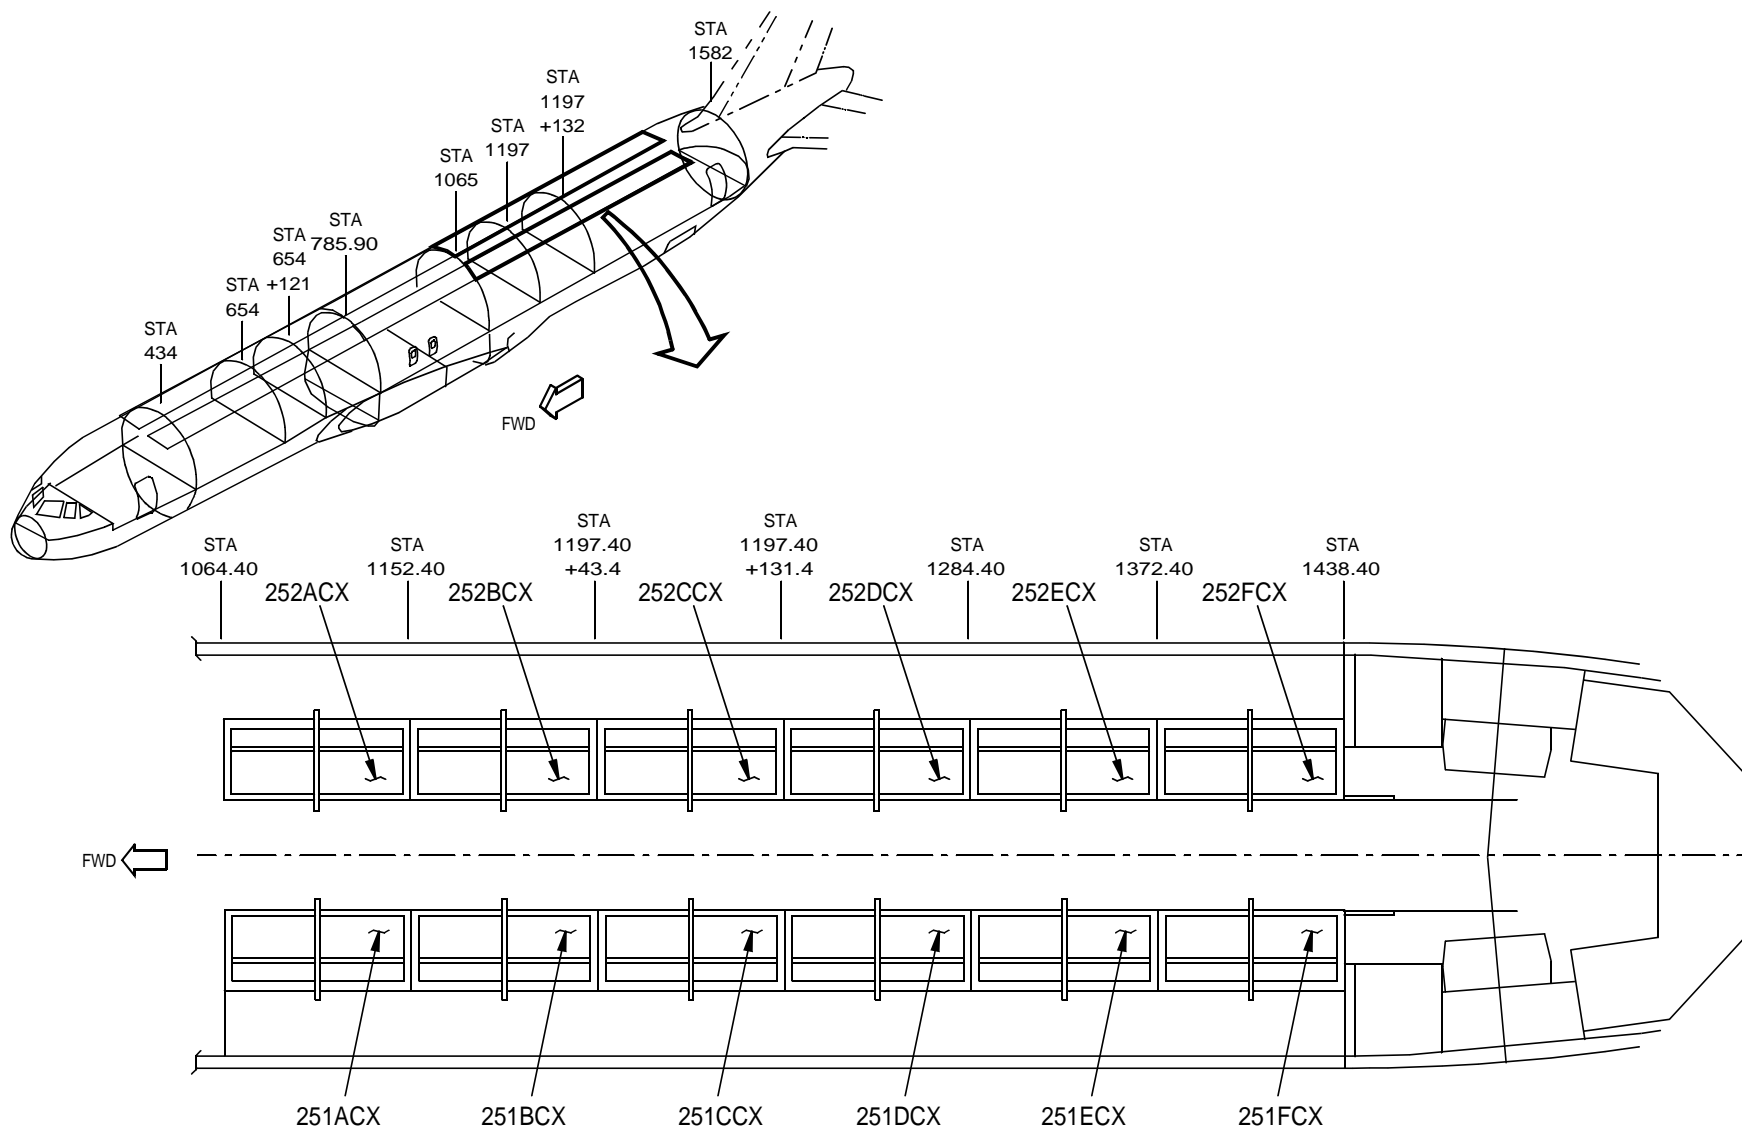 STA
1582
STA
1197
+132
STA
1197
STA
1065
STA
785.90
STA
654
+121
STA
654
STA
434
FWD
STA
1064.40
STA
1152.40
STA
1197.40
+43.4
STA
1197.40
+131.4
STA
1284.40
STA
1372.40
STA
1438.40
252ACX
252BCX
252CCX
252DCX
252ECX
252FCX
FWD
251ACX
251BCX
251CCX
251DCX
251ECX
251FCX